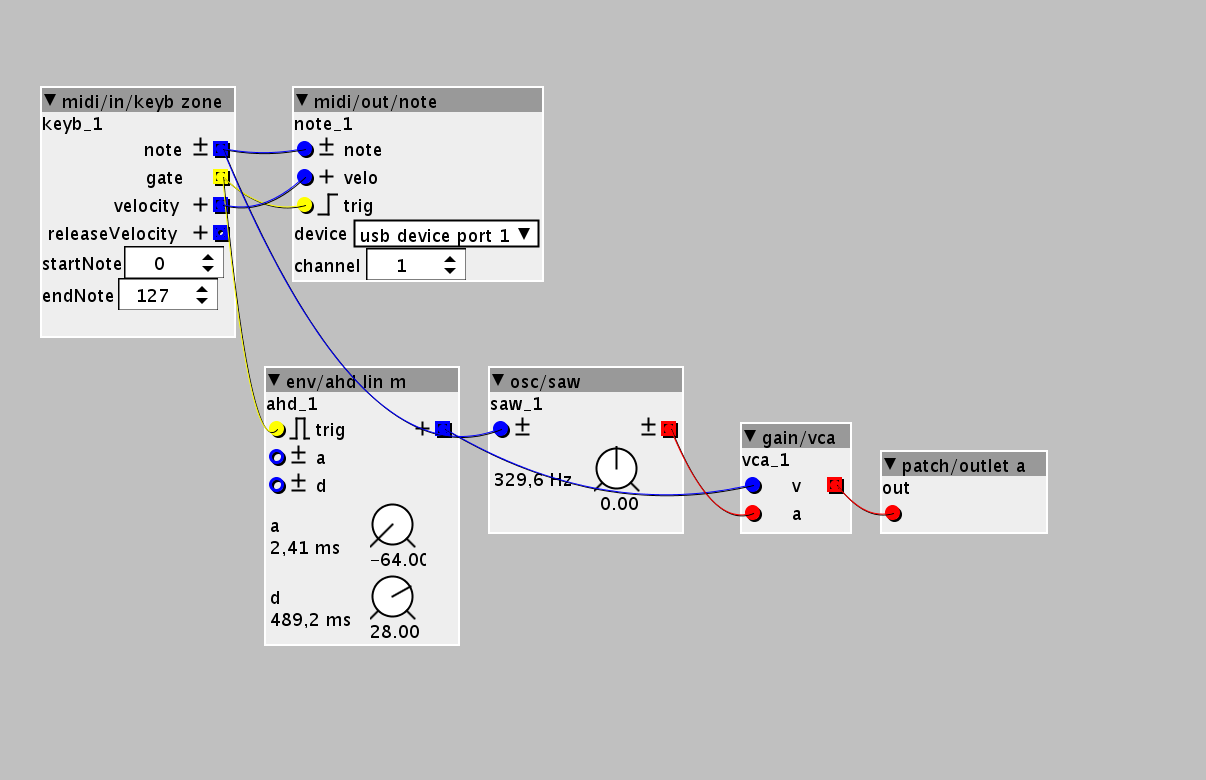 midi/in/keyb zone
keyb_1
note ±
gate
velocity +
releaseVelocity +
startNote 0
endNote 127
midi/out/note
note_1
± note
+ velo
trig
device usb device port 1
channel 1
env/ahd lin m
ahd_1
trig +
± a
± d
a
2,41 ms
−64.00
d
489,2 ms
28.00
osc/saw
saw_1
± ±
329,6 Hz
0.00
gain/vca
vca_1
v
a
patch/outlet a
out